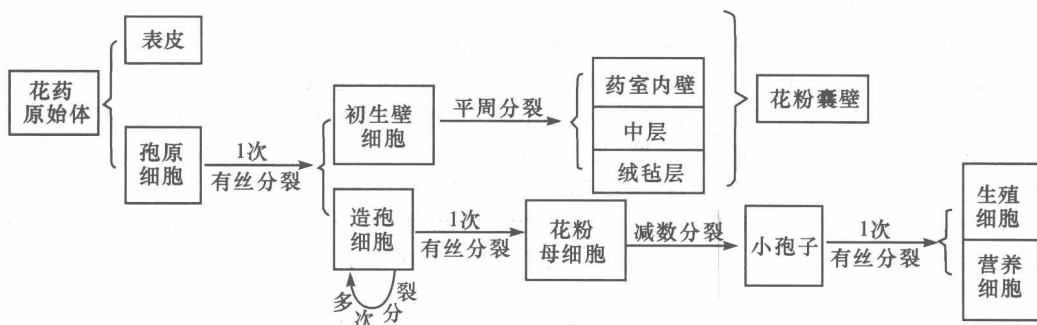 花药
原始体
表皮
孢原
细胞
1次
有丝分裂
初生壁
细胞
平周分裂
药室内壁
中层
绒毡层
花粉囊壁
造孢
细胞
多次分裂
1次
有丝分裂
花粉
母细胞
减数分裂
小孢子
1次
有丝分裂
生殖
细胞
营养
细胞